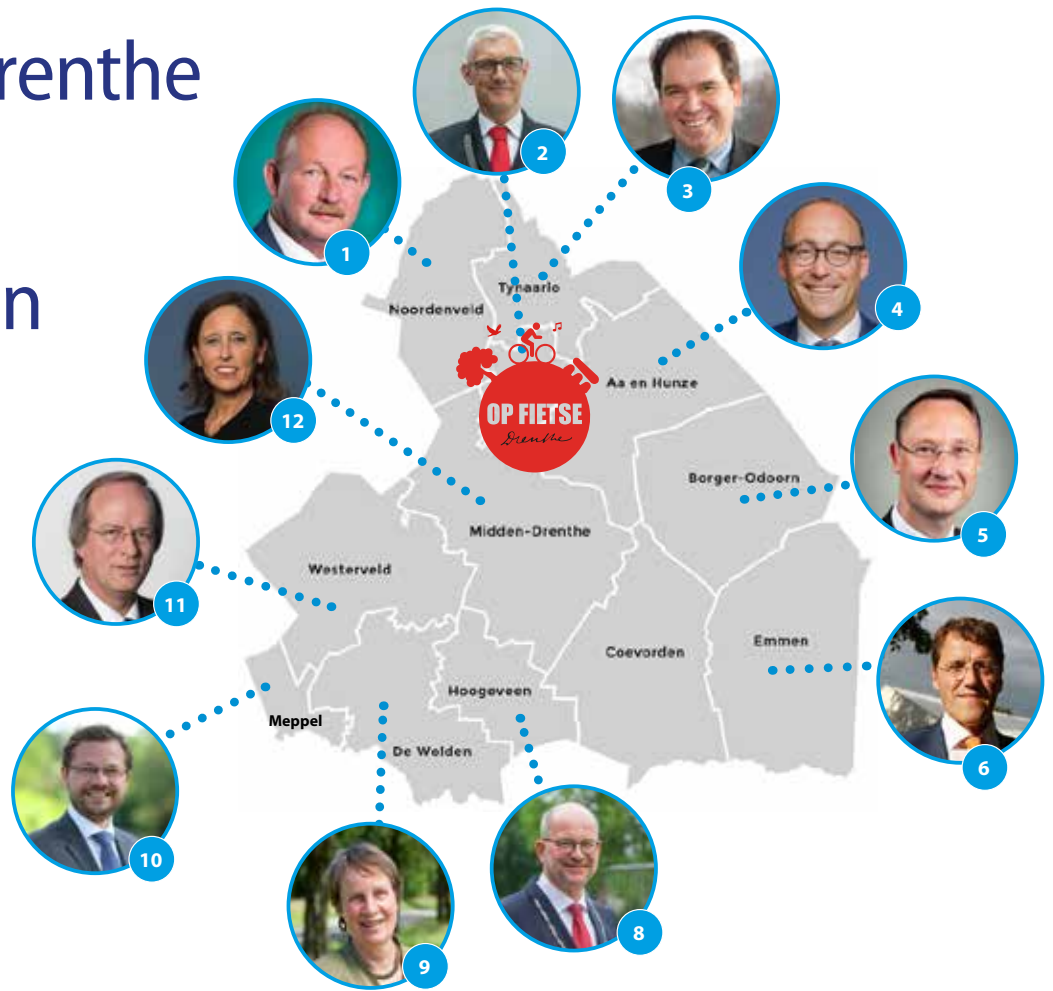 renthe
n
1
2
3
4
5
6
8
9
10
11
12
Tynaarlo
Noordenveld
Aa en Hunze
OP FIETSE
Drenthe
Borger-Odoorn
Midden-Drenthe
Westerveld
Emmen
Coevorden
Hoogeveen
Meppel
De Wolden